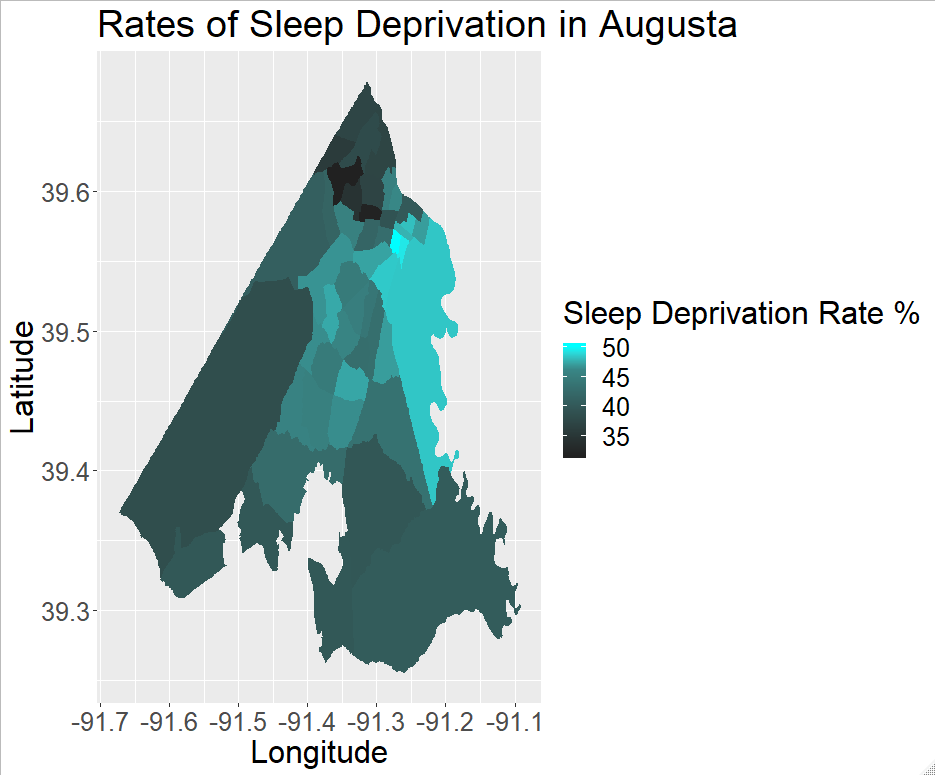 Rates of Sleep Deprivation in Augusta
39.6
39.5
39.4
39.3
Latitude
-91.7 -91.6 -91.5 -91.4 -91.3 -91.2 -91.1
Longitude
Sleep Deprivation Rate %
50
45
40
35